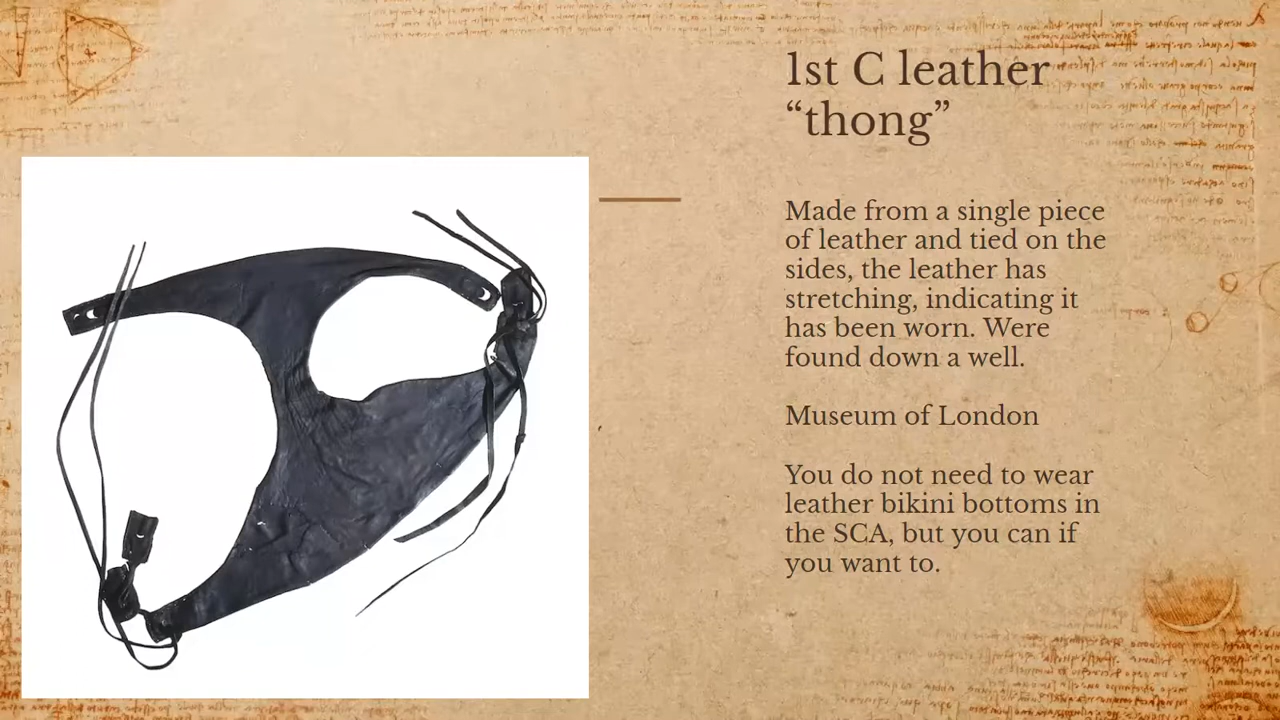 1st C leather
“thong”
Made from a single piece
of leather and tied on the
sides, the leather has
stretching, indicating it
has been worn. Were
found down a well.
Museum of London
You do not need to wear
leather bikini bottoms in
the SCA, but you can if
you want to.